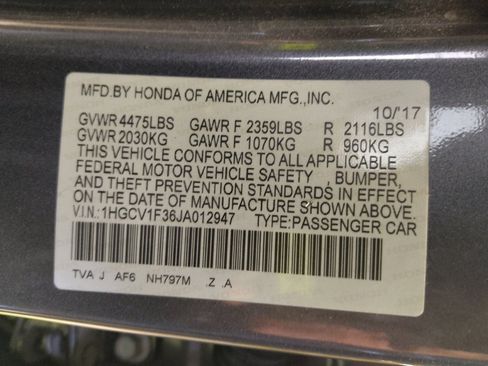 MFD.BY HONDA OF AMERICA MFG.,INC.
10/'17
GVWR 4475LBS GAWR F 2359LBS R 2116LBS
GVWR 2030KG GAWR F 1070KG R 960KG
THIS VEHICLE CONFORMS TO ALL APPLICABLE
FEDERAL MOTOR VEHICLE SAFETY , BUMPER,
AND THEFT PREVENTION STANDARDS IN EFFECT
ON THE DATE OF MANUFACTURE SHOWN ABOVE.
V.I.N.:1HGCV1F36JA012947 TYPE:PASSENGER CAR
TVA J AF6 NH797M .Z .A